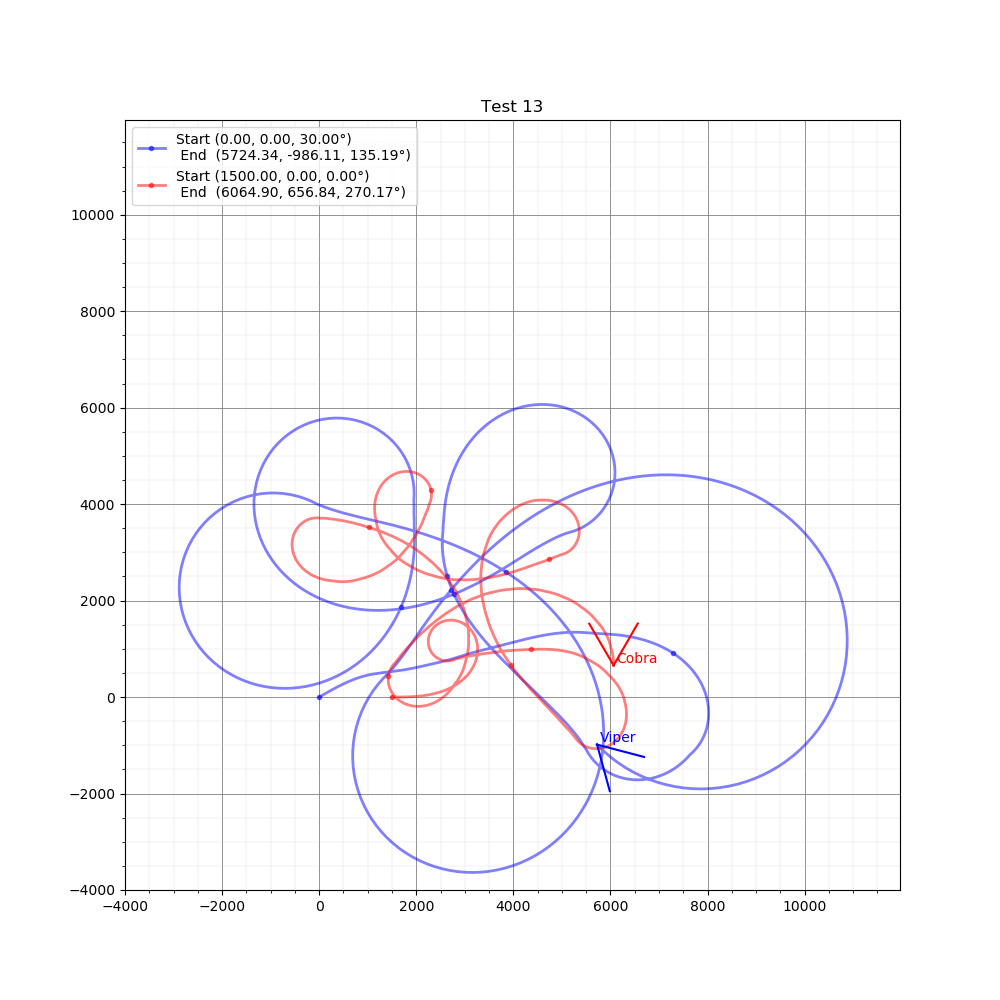 Test 13
Start (0.00, 0.00, 30.00°)
End (5724.34, -986.11, 135.19°)
Start (1500.00, 0.00, 0.00°)
End (6064.90, 656.84, 270.17°)
10000
8000
6000
4000
2000
Cobra
0
Viper
−2000
−4000
−4000 −2000 0 2000 4000 6000 8000 10000